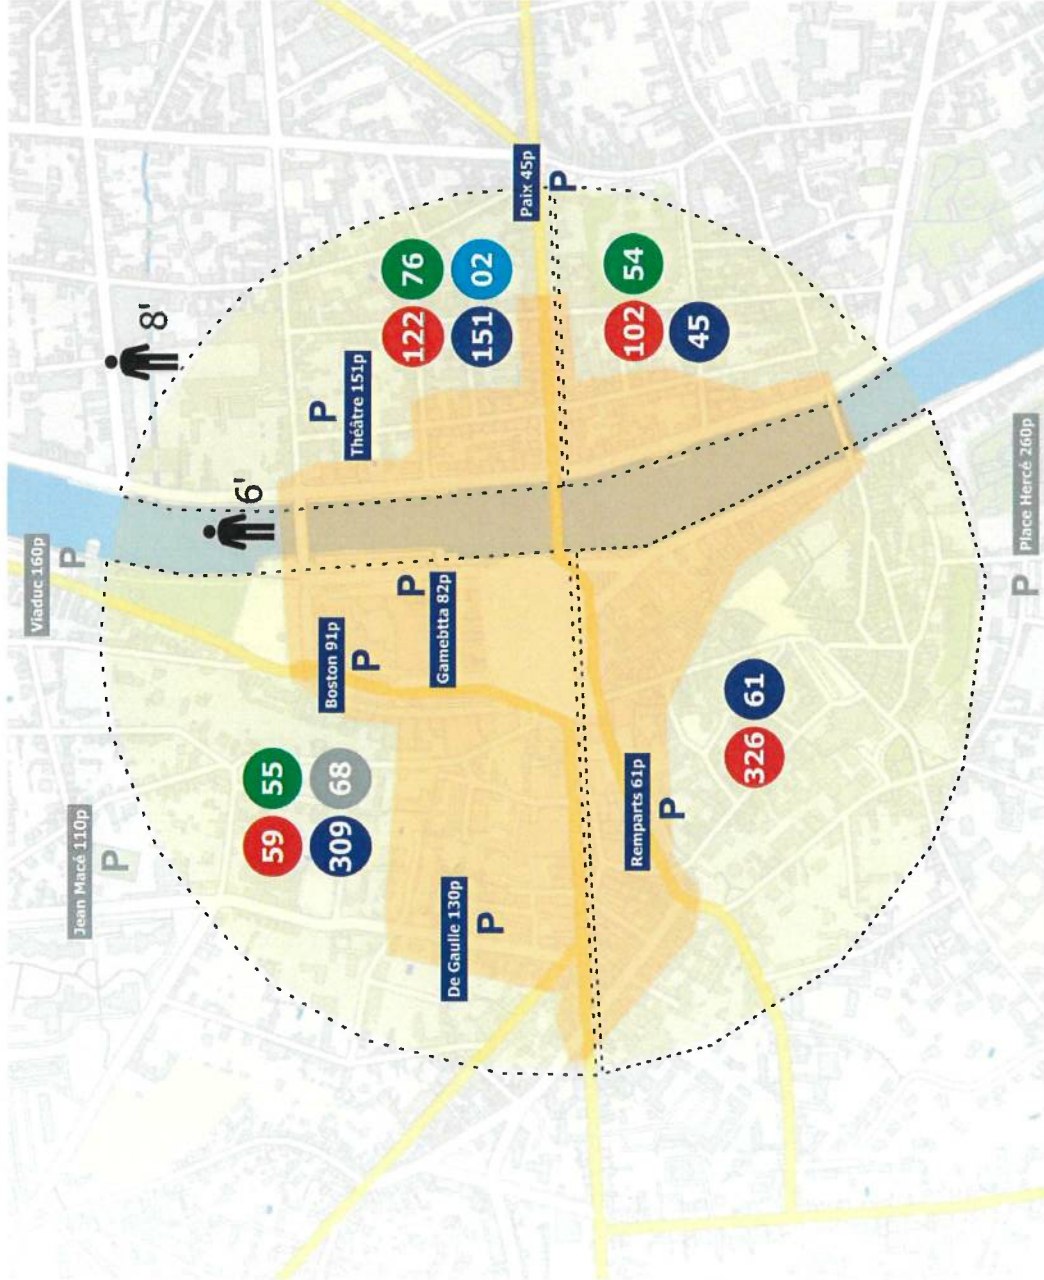 Viaduc 160p
P
Jean Macé 110p
P
8'
6'
59 55
309 68
Boston 91p
P
Théâtre 151p
P
122 76
151 02
Gamebtta 82p
P
De Gaulle 130p
P
Paix 45p
P
102 54
45
Remparts 61p
P
326 61
Place Hercé 260p
P